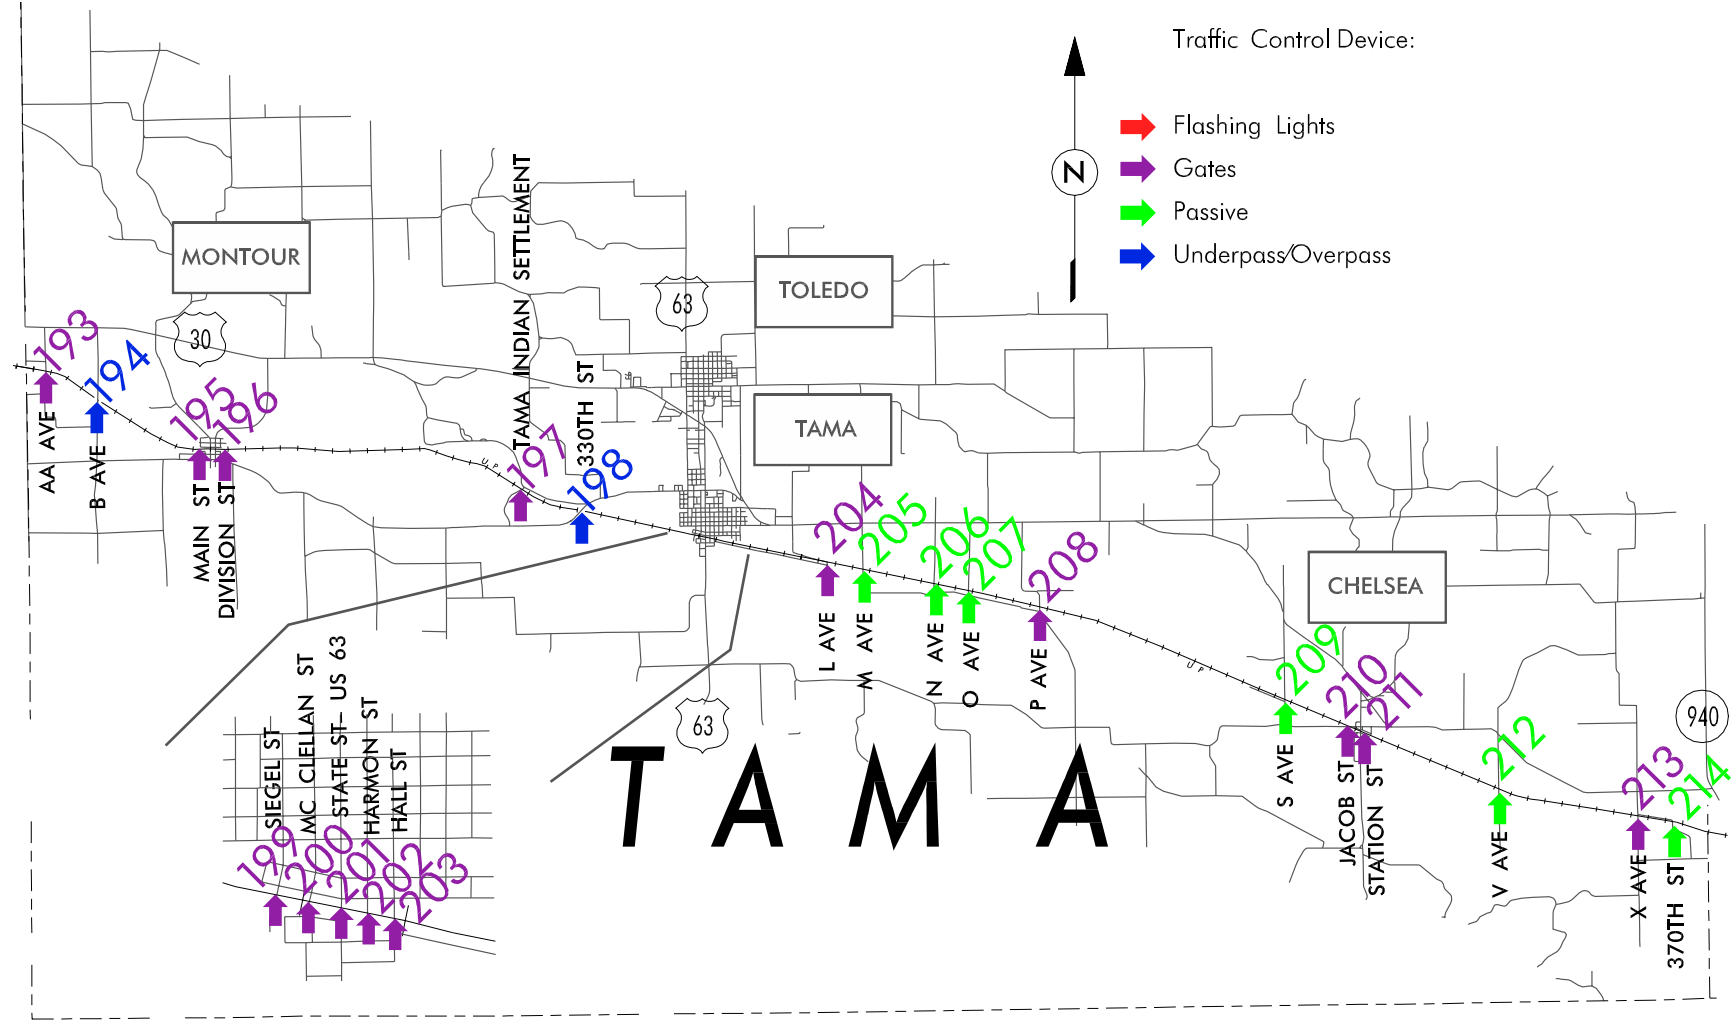 Traffic Control Device:
Flashing Lights
Gates
Passive
Underpass/Overpass
N
MONTOUR
TOLEDO
TAMA
CHELSEA
30
63
63
940
TAMA INDIAN SETTLEMENT
330TH ST
193
194
195
196
197
198
AA AVE
B AVE
MAIN ST
DIVISION ST
U.P.
204
205
206
207
208
L AVE
M AVE
N AVE
O AVE
P AVE
U P
209
210
211
212
213
214
S AVE
JACOB ST
STATION ST
V AVE
X AVE
370TH ST
SIEGEL ST
MC CLELLAN ST
STATE ST- US 63
HARMON ST
HALL ST
199
200
201
202
203
TAMA